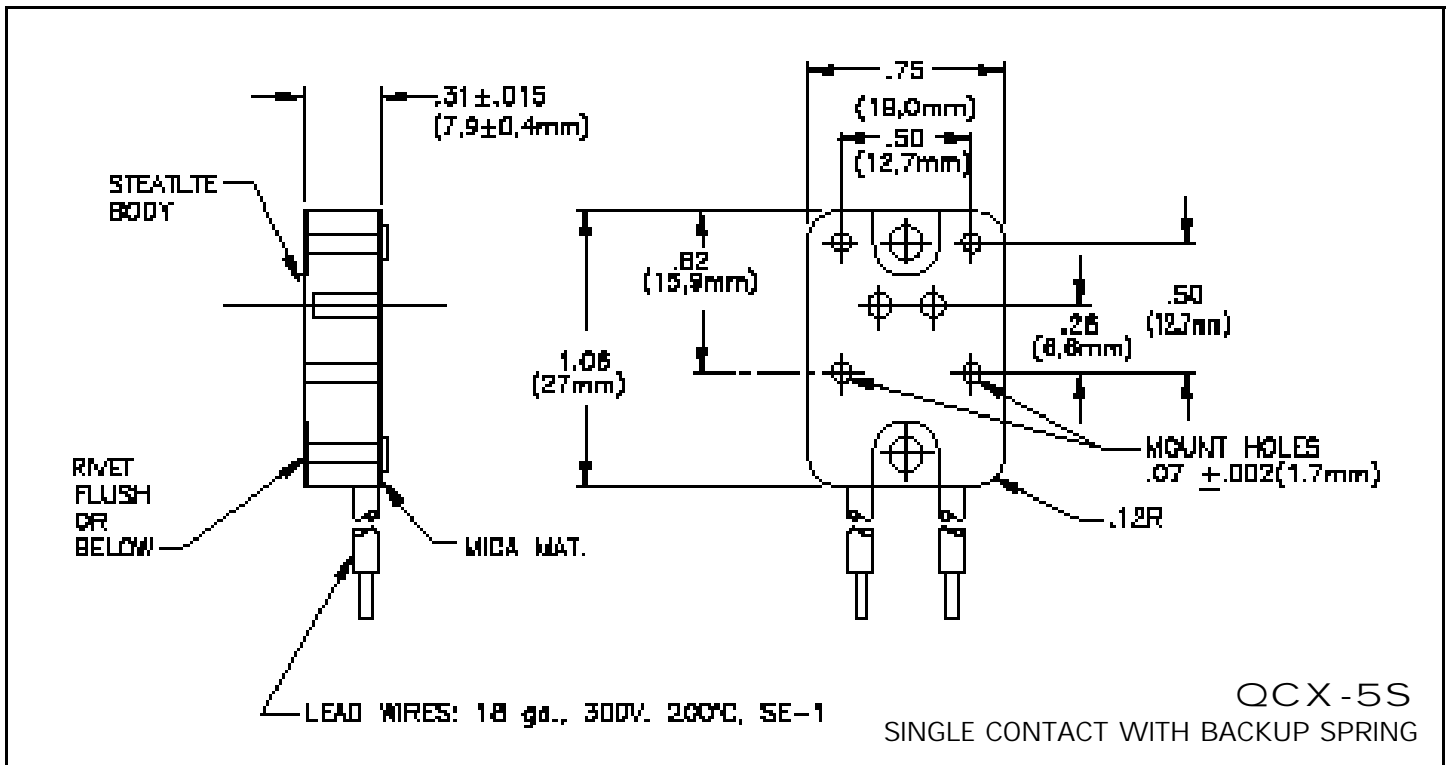 .31±.015
(7,9±0,4mm)
STEATLTE
BODY
.75
(18,0mm)
.50
(12,7mm)
.62
(15,9mm)
1.06
(27mm)
.26
(6,6mm)
.50
(12,7mm)
RIVET
FLUSH
OR
BELOW
MICA MAT.
MOUNT HOLES
.07 ±.002(1.7mm)
.12R
LEAD WIRES: 18 ga., 300V. 200°C, SE-1
QCX-5S
SINGLE CONTACT WITH BACKUP SPRING